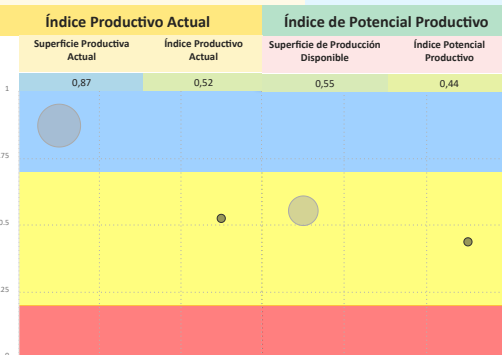 Índice Productivo Actual
Índice de Potencial Productivo
Superficie Productiva
Actual
Índice Productivo
Actual
Superficie de Producción
Disponible
Índice Potencial
Productivo
0,87
0,52
0,55
0,44
1
.75
0.5
.25
0